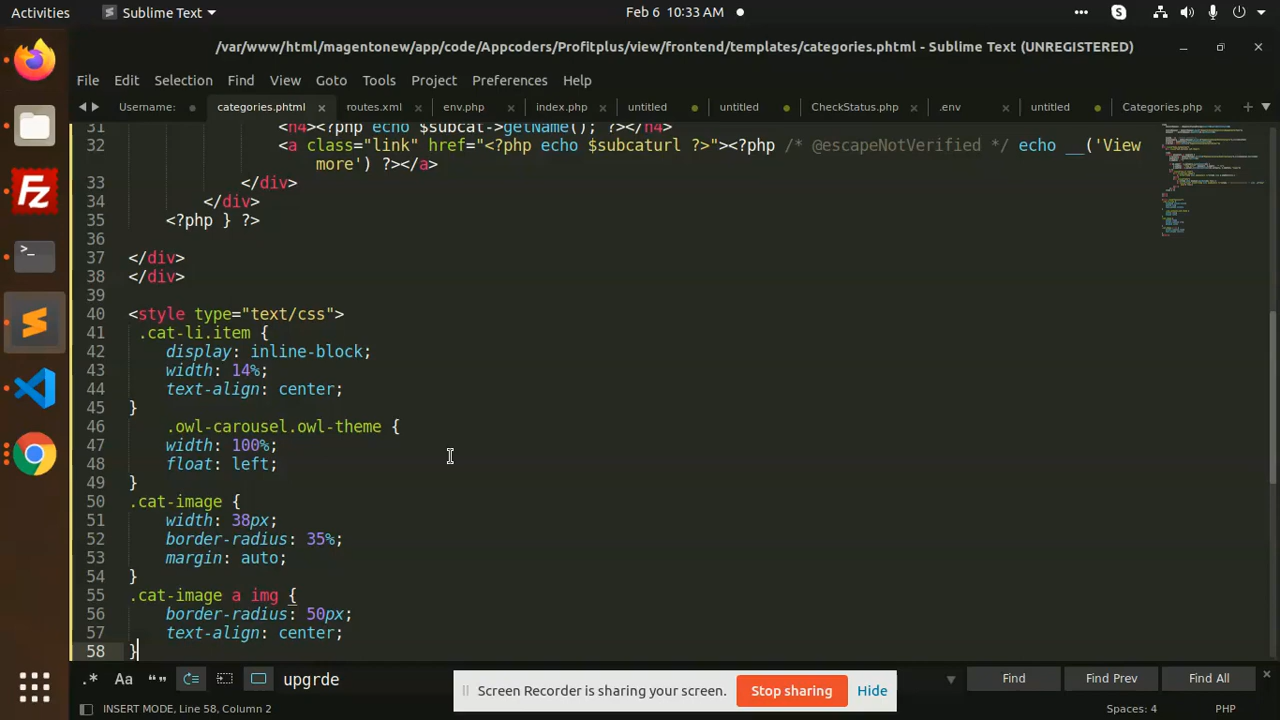 Activities
Sublime Text
Feb 6 10:33 AM
/var/www/html/magentonew/app/code/Appcoders/Profitplus/view/frontend/templates/categories.phtml - Sublime Text (UNREGISTERED)
File Edit Selection Find View Goto Tools Project Preferences Help
Username: categories.phtml routes.xml env.php index.php untitled untitled CheckStatus.php .env untitled Categories.php
31 <h4><?php echo $subcat->getName(); ?></h4>
32 <a class="link" href="<?php echo $subcaturl ?>"><?php /* @escapeNotVerified */ echo __('View
more') ?></a>
33 </div>
34 </div>
35 <?php } ?>
36
37 </div>
38 </div>
39
40 <style type="text/css">
41 .cat-li.item {
42 display: inline-block;
43 width: 14%;
44 text-align: center;
45 }
46 .owl-carousel.owl-theme {
47 width: 100%;
48 float: left;
49 }
50 .cat-image {
51 width: 38px;
52 border-radius: 35%;
53 margin: auto;
54 }
55 .cat-image a img {
56 border-radius: 50px;
57 text-align: center;
58 }
.* Aa “” upgrde Find Find Prev Find All
Screen Recorder is sharing your screen. Stop sharing Hide
INSERT MODE, Line 58, Column 2 Spaces: 4 PHP